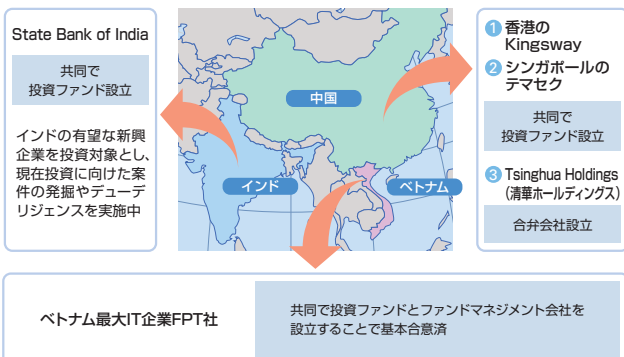 State Bank of India
共同で
投資ファンド設立
インドの有望な新興
企業を投資対象とし、
現在投資に向けた案
件の発掘やデューデ
リジェンスを実施中
中国
インド
ベトナム
1 香港の
Kingsway
2 シンガポールの
テマセク
共同で
投資ファンド設立
3 Tsinghua Holdings
(清華ホールディングス)
合弁会社設立
ベトナム最大IT企業FPT社
共同で投資ファンドとファンドマネジメント会社を
設立することで基本合意済